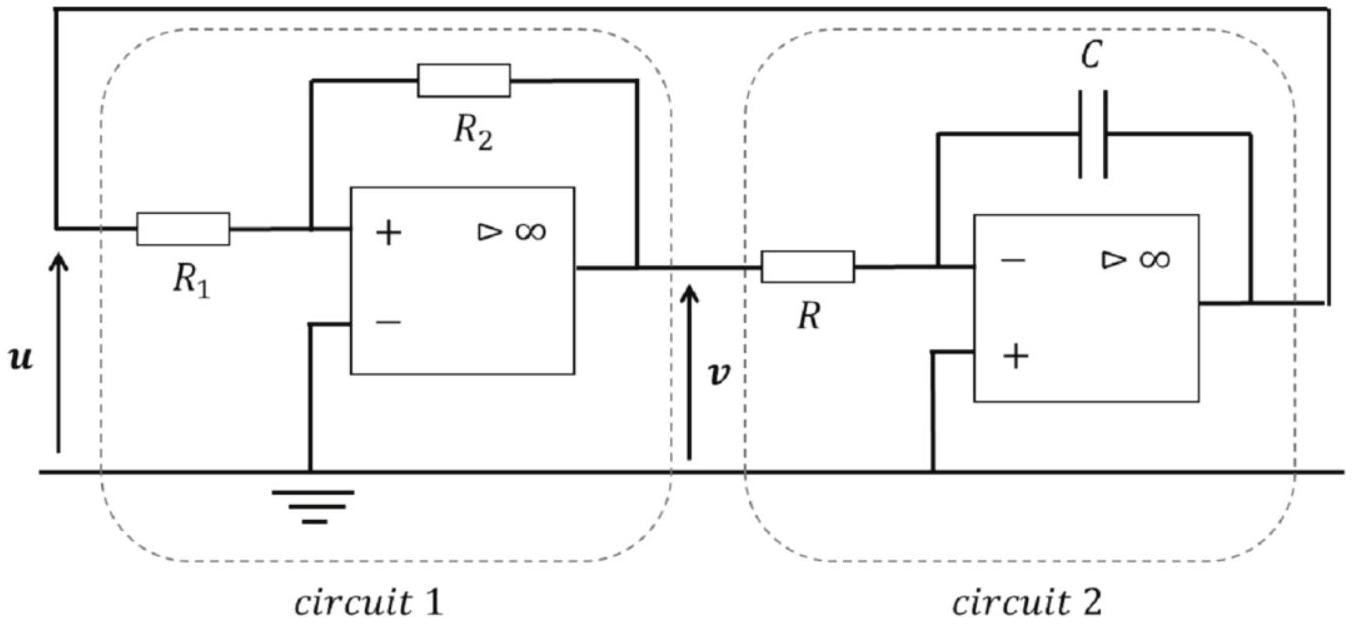 C
R₂
+ ⊳ ∞
R₁
−
u
v
R
− ⊳ ∞
+
circuit 1
circuit 2